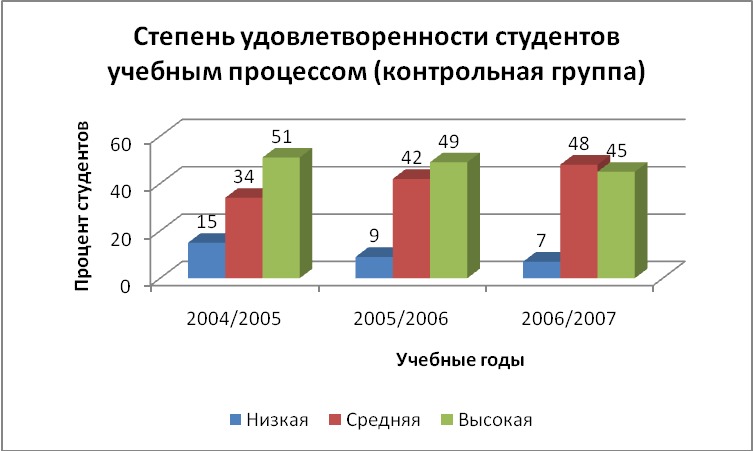 Степень удовлетворенности студентов
учебным процессом (контрольная группа)
Процент студентов
60
40
20
0
15
34
51
9
42
49
7
48
45
2004/2005
2005/2006
2006/2007
Учебные годы
Низкая
Средняя
Высокая